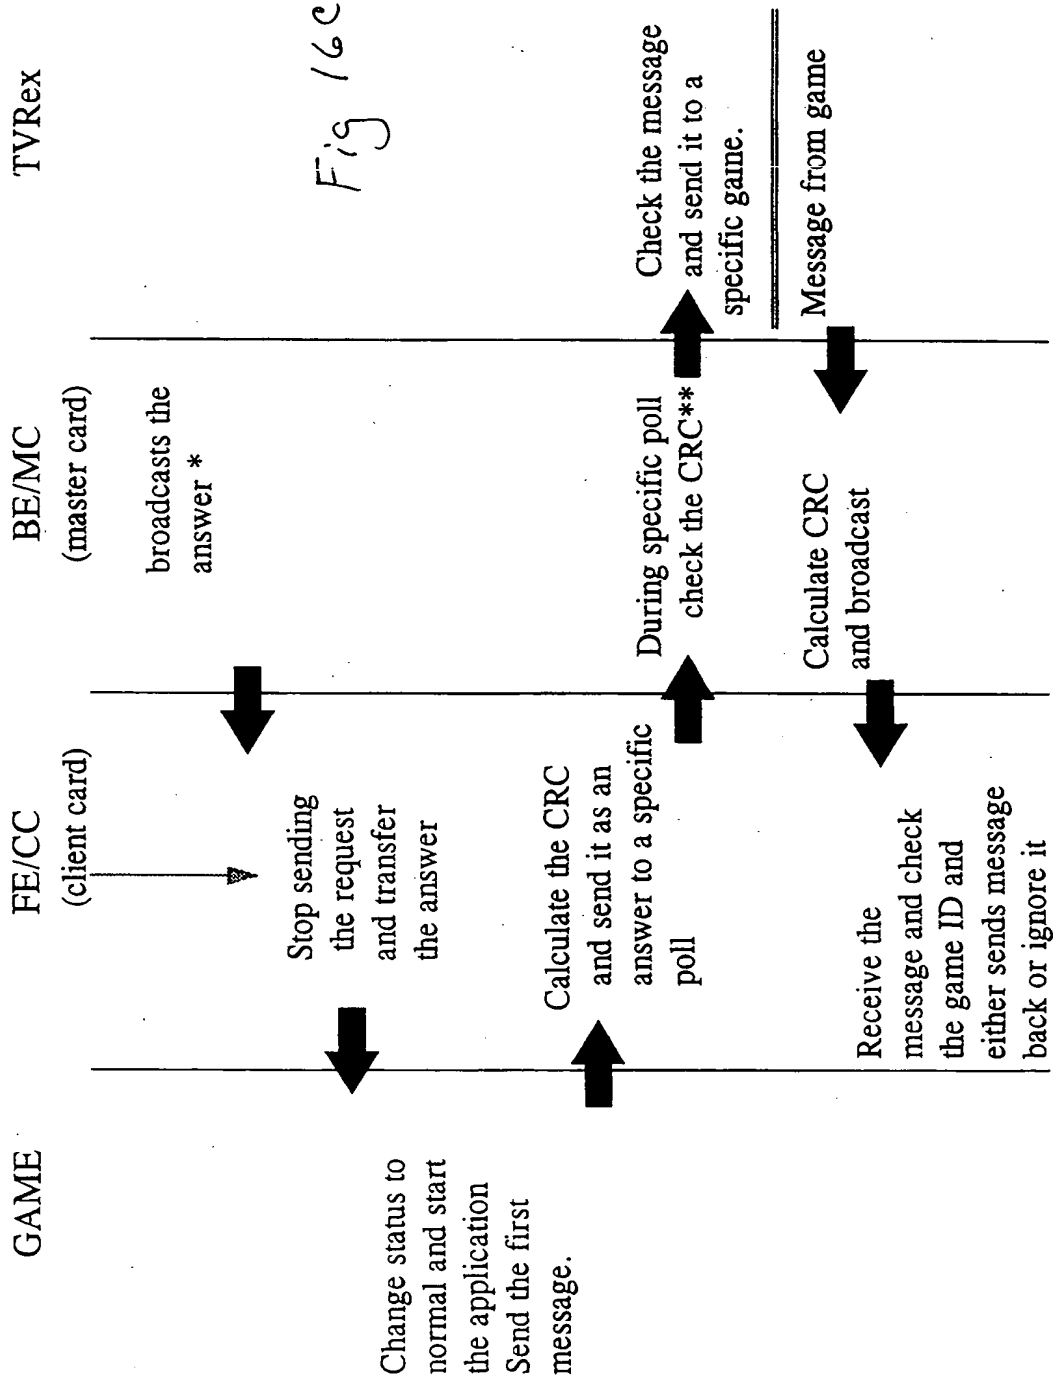 GAME
FE/CC
(client card)
BE/MC
(master card)
TVRex
broadcasts the
answer *
Stop sending
the request
and transfer
the answer
Fig 16C
Change status to
normal and start
the application
Send the first
message.
Calculate the CRC
and send it as an
answer to a specific
poll
During specific poll
check the CRC**
Check the message
and send it to a
specific game.
Message from game
Calculate CRC
and broadcast
Receive the
message and check
the game ID and
either sends message
back or ignore it